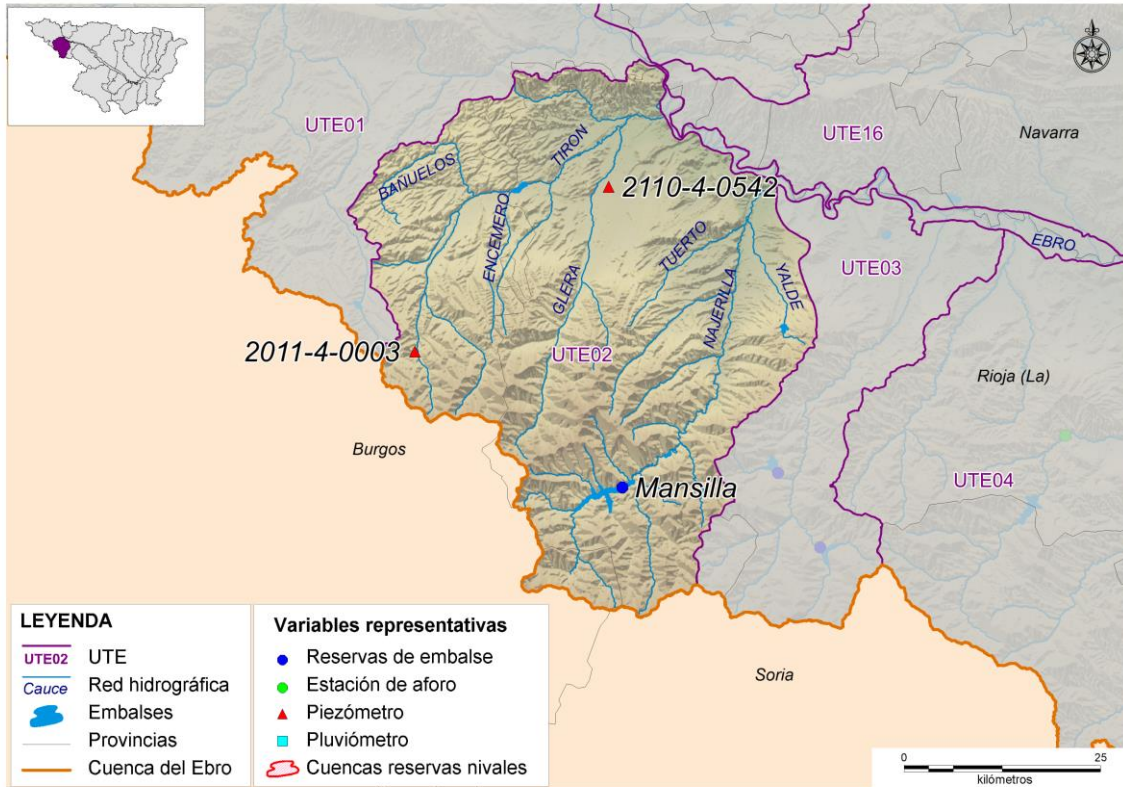 UTE01
UTE16
Navarra
TIRON
BAÑUELOS
2110-4-0542
ENCEMERO
TUERTO
EBRO
UTE03
GLERA
NAJERILLA
YALDE
2011-4-0003
UTE02
Rioja (La)
Burgos
UTE04
Mansilla
Soria
LEYENDA
UTE02 UTE
Cauce Red hidrográfica
Embalses
Provincias
Cuenca del Ebro
Variables representativas
Reservas de embalse
Estación de aforo
Piezómetro
Pluviómetro
Cuencas reservas nivales
0 25
kilómetros